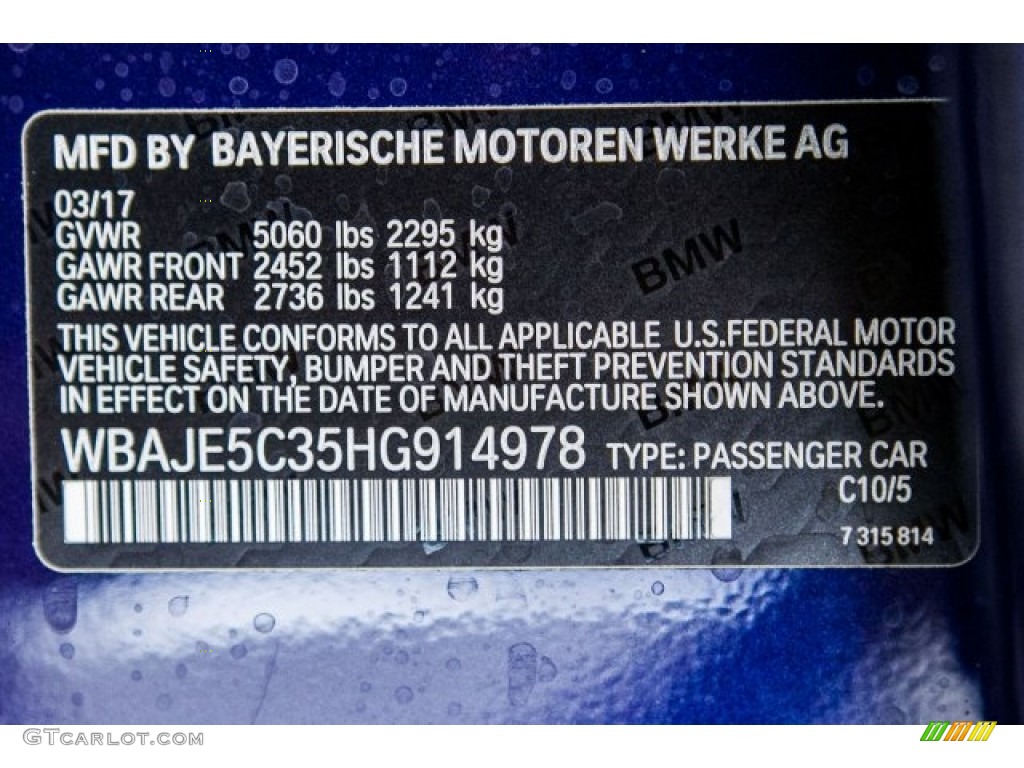 MFD BY BAYERISCHE MOTOREN WERKE AG
03/17
GVWR 5060 lbs 2295 kg
GAWR FRONT 2452 lbs 1112 kg
GAWR REAR 2736 lbs 1241 kg
BMW
THIS VEHICLE CONFORMS TO ALL APPLICABLE U.S.FEDERAL MOTOR
VEHICLE SAFETY, BUMPER AND THEFT PREVENTION STANDARDS
IN EFFECT ON THE DATE OF MANUFACTURE SHOWN ABOVE.
WBAJE5C35HG914978 TYPE: PASSENGER CAR
C10/5
7 315 814
GTcarlot.com